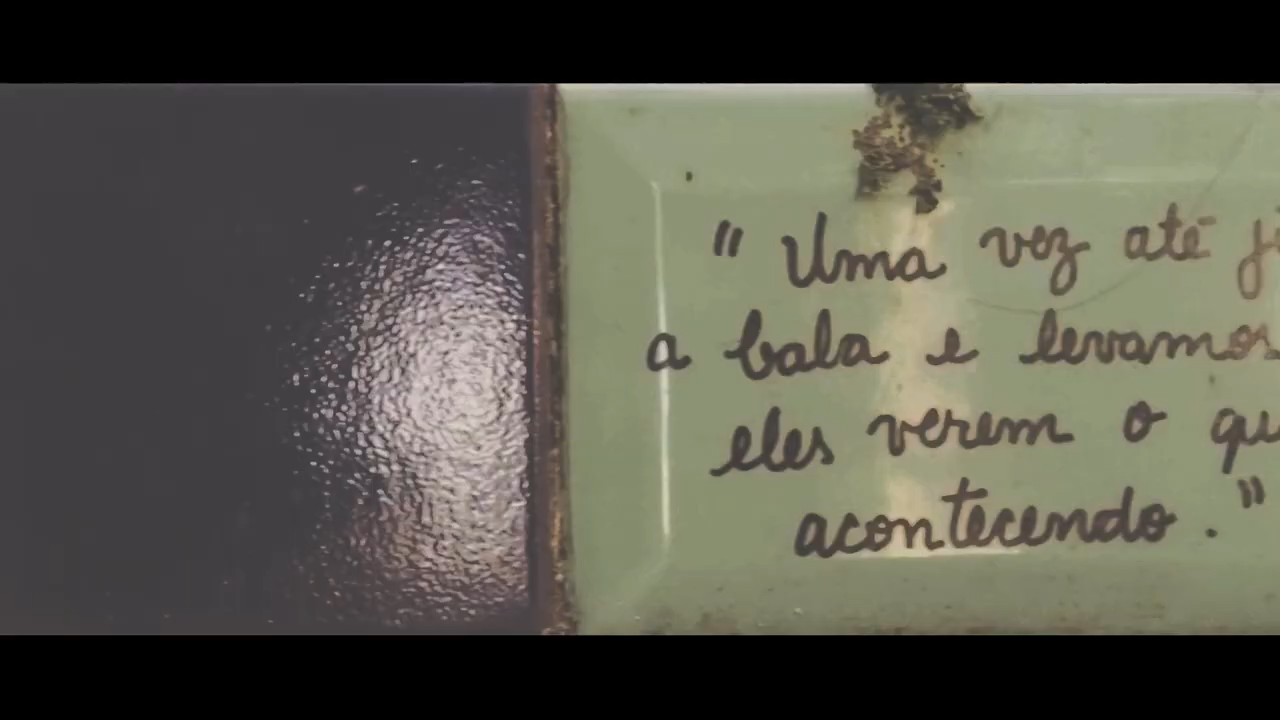 " Uma vez até
a bala e levamos
eles verem o
acontecendo . "